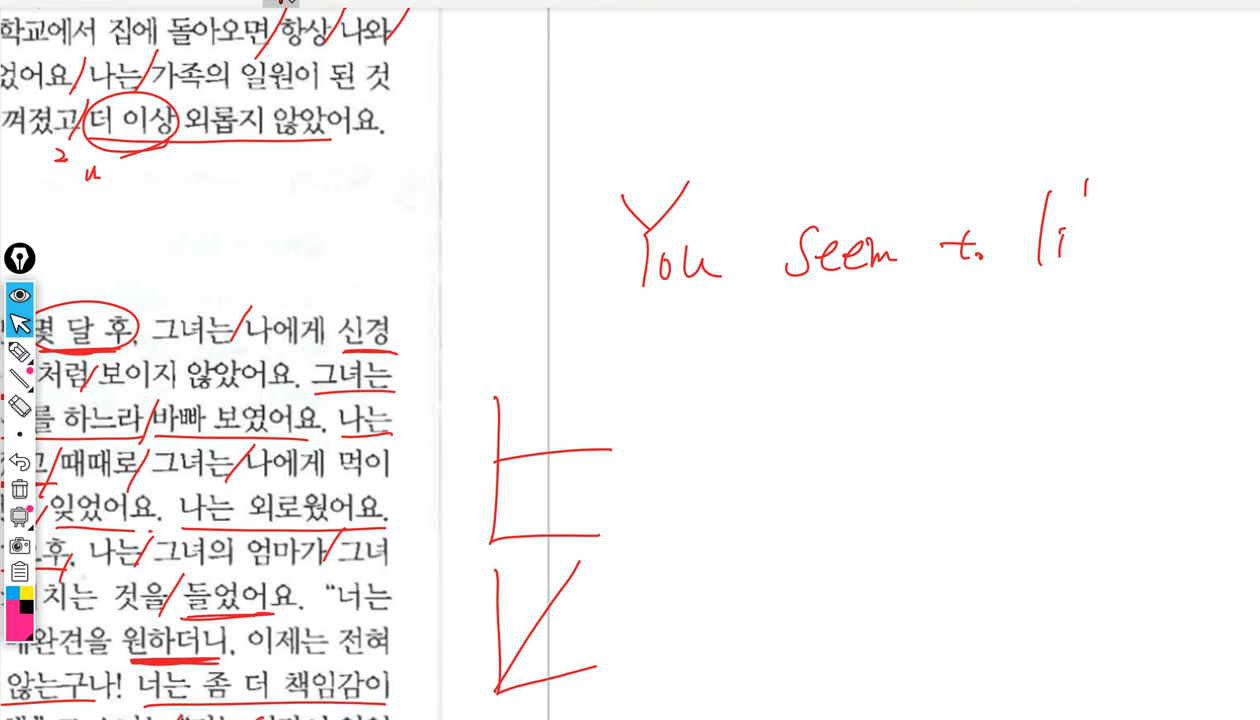 학교에서 집에 돌아오면 항상 나와
었어요 나는 가족의 일원이 된 것
껴졌고 더 이상 외롭지 않았어요.
2
u
You seem to li
몇 달 후, 그녀는 나에게 신경
처럼 보이지 않았어요. 그녀는
를 하느라 바빠 보였어요. 나는
고 때때로 그녀는 나에게 먹이
잊었어요. 나는 외로웠어요.
후, 나는 그녀의 엄마가 그녀
치는 것을 들었어요. “너는
애완견을 원하더니, 이제는 전혀
않는구나! 너는 좀 더 책임감이